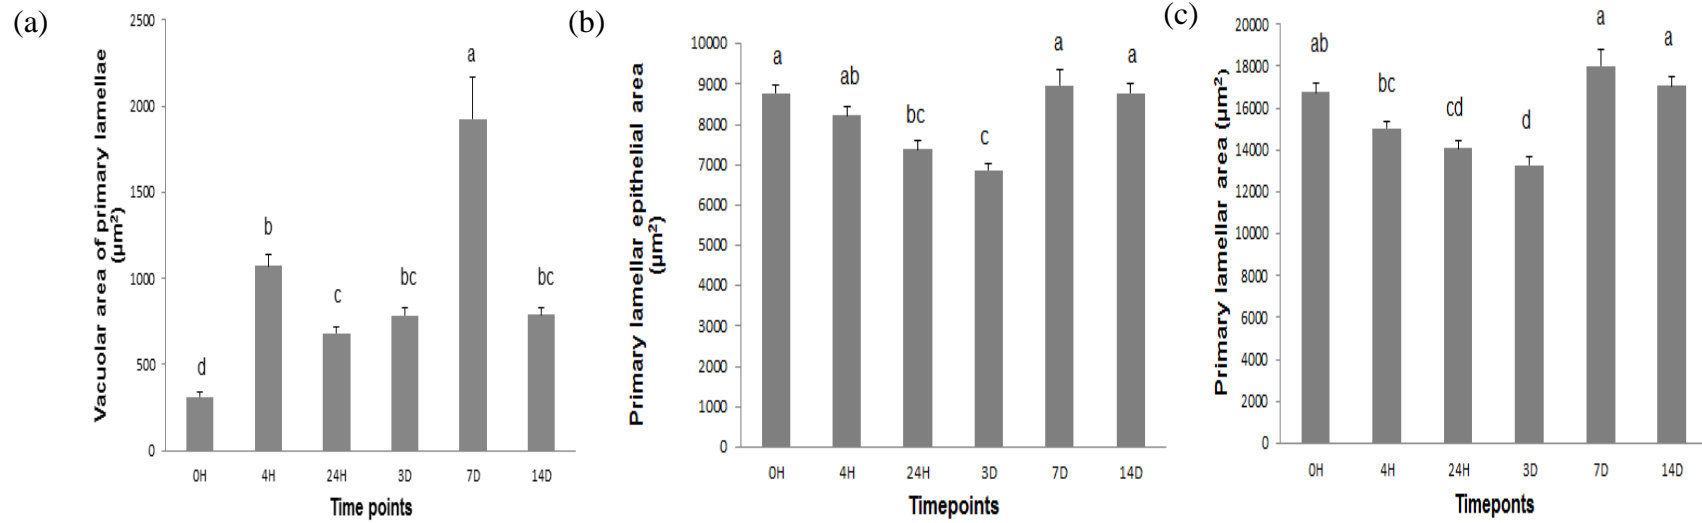 (a)
Vacuolar area of primary lamellae
(µm²)
2500
2000
1500
1000
500
0
d
b
c
bc
a
bc
0H 4H 24H 3D 7D 14D
Time points
(b)
Primary lamellar epithelial area
(µm²)
10000
9000
8000
7000
6000
5000
4000
3000
2000
1000
0
a
ab
bc
c
a
a
0H 4H 24H 3D 7D 14D
Timepoints
(c)
Primary lamellar area (µm²)
20000
18000
16000
14000
12000
10000
8000
6000
4000
2000
0
ab
bc
cd
d
a
a
0H 4H 24H 3D 7D 14D
Timeponts